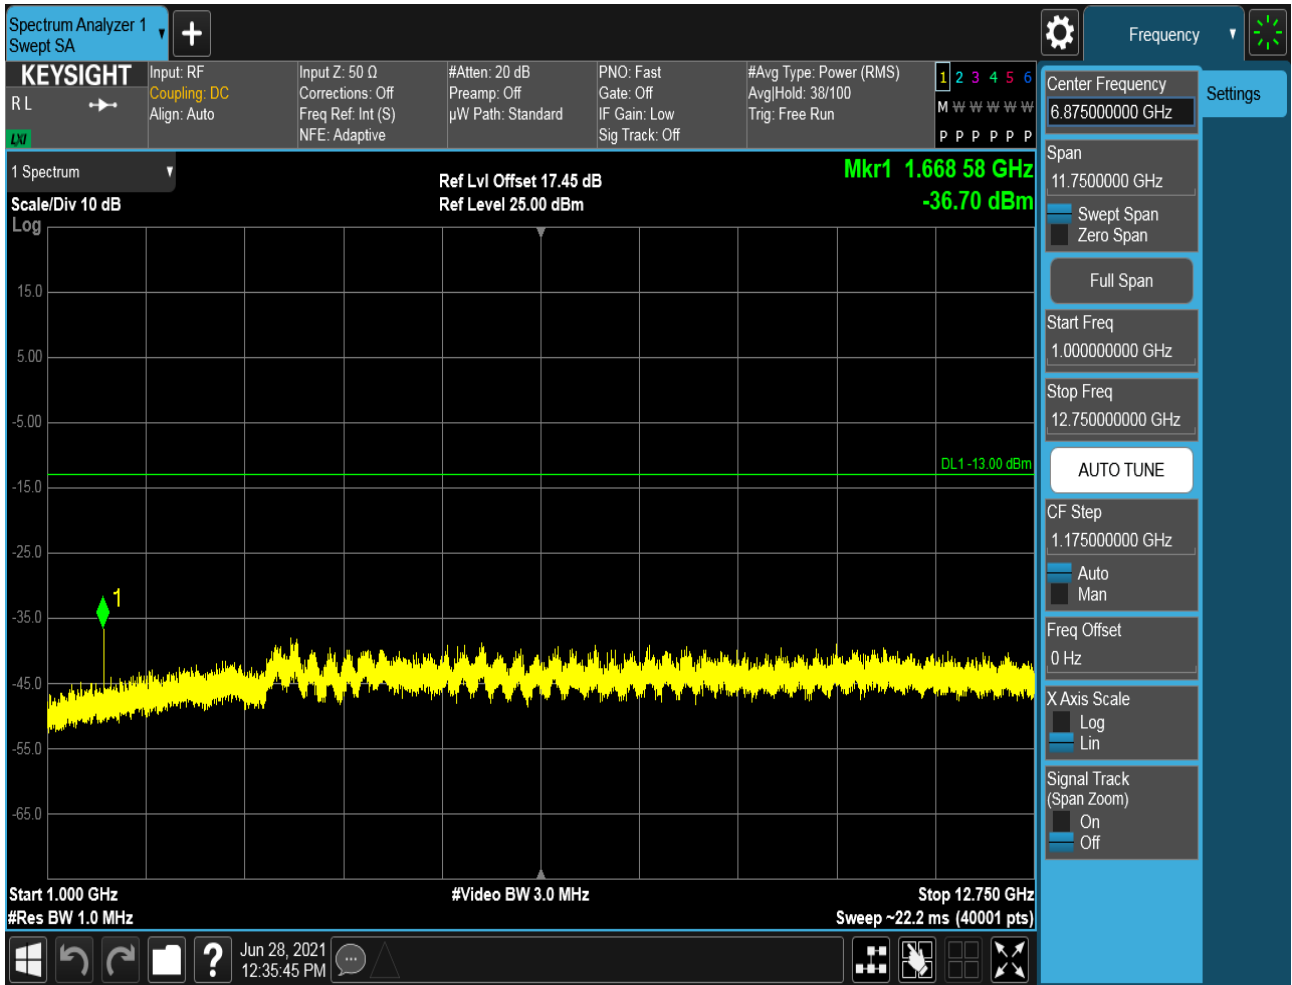 Spectrum Analyzer 1
Swept SA
Frequency
KEYSIGHT
R L
LXI
Input: RF
Coupling: DC
Align: Auto
Input Z: 50 Ω
Corrections: Off
Freq Ref: Int (S)
NFE: Adaptive
#Atten: 20 dB
Preamp: Off
µW Path: Standard
PNO: Fast
Gate: Off
IF Gain: Low
Sig Track: Off
#Avg Type: Power (RMS)
Avg|Hold: 38/100
Trig: Free Run
1 2 3 4 5 6
M W W W W W
P P P P P P
1 Spectrum
Scale/Div 10 dB
Log
Ref Lvl Offset 17.45 dB
Ref Level 25.00 dBm
Mkr1 1.668 58 GHz
-36.70 dBm
15.0
5.00
-5.00
DL1 -13.00 dBm
-15.0
-25.0
1
-35.0
-45.0
-55.0
-65.0
Start 1.000 GHz
#Res BW 1.0 MHz
#Video BW 3.0 MHz
Stop 12.750 GHz
Sweep ~22.2 ms (40001 pts)
?
Jun 28, 2021
12:35:45 PM
Center Frequency
6.875000000 GHz
Settings
Span
11.7500000 GHz
Swept Span
Zero Span
Full Span
Start Freq
1.000000000 GHz
Stop Freq
12.750000000 GHz
AUTO TUNE
CF Step
1.175000000 GHz
Auto
Man
Freq Offset
0 Hz
X Axis Scale
Log
Lin
Signal Track
(Span Zoom)
On
Off